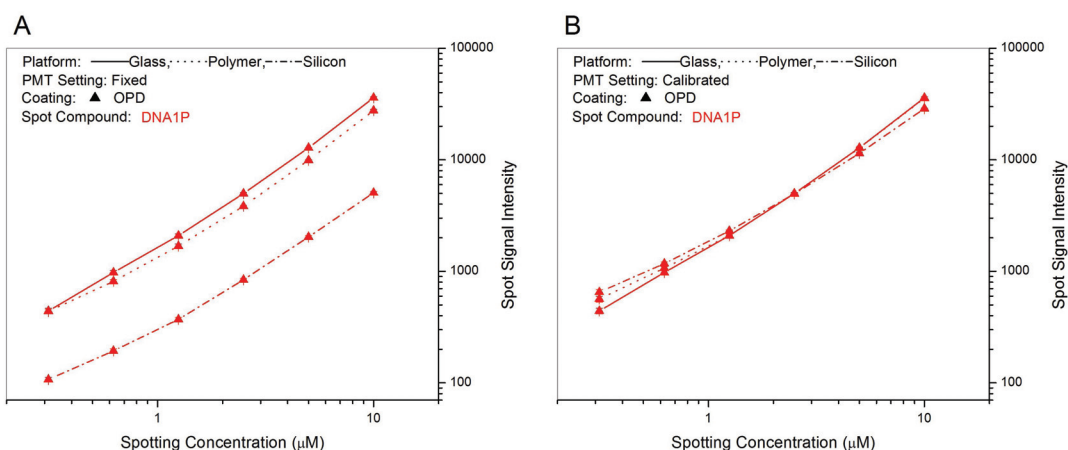 A
Platform: Glass, Polymer, Silicon
PMT Setting: Fixed
Coating: OPD
Spot Compound: DNA1P
100000
10000
1000
100
Spot Signal Intensity
1
10
Spotting Concentration (μM)
B
Platform: Glass, Polymer, Silicon
PMT Setting: Calibrated
Coating: OPD
Spot Compound: DNA1P
100000
10000
1000
100
Spot Signal Intensity
1
10
Spotting Concentration (μM)